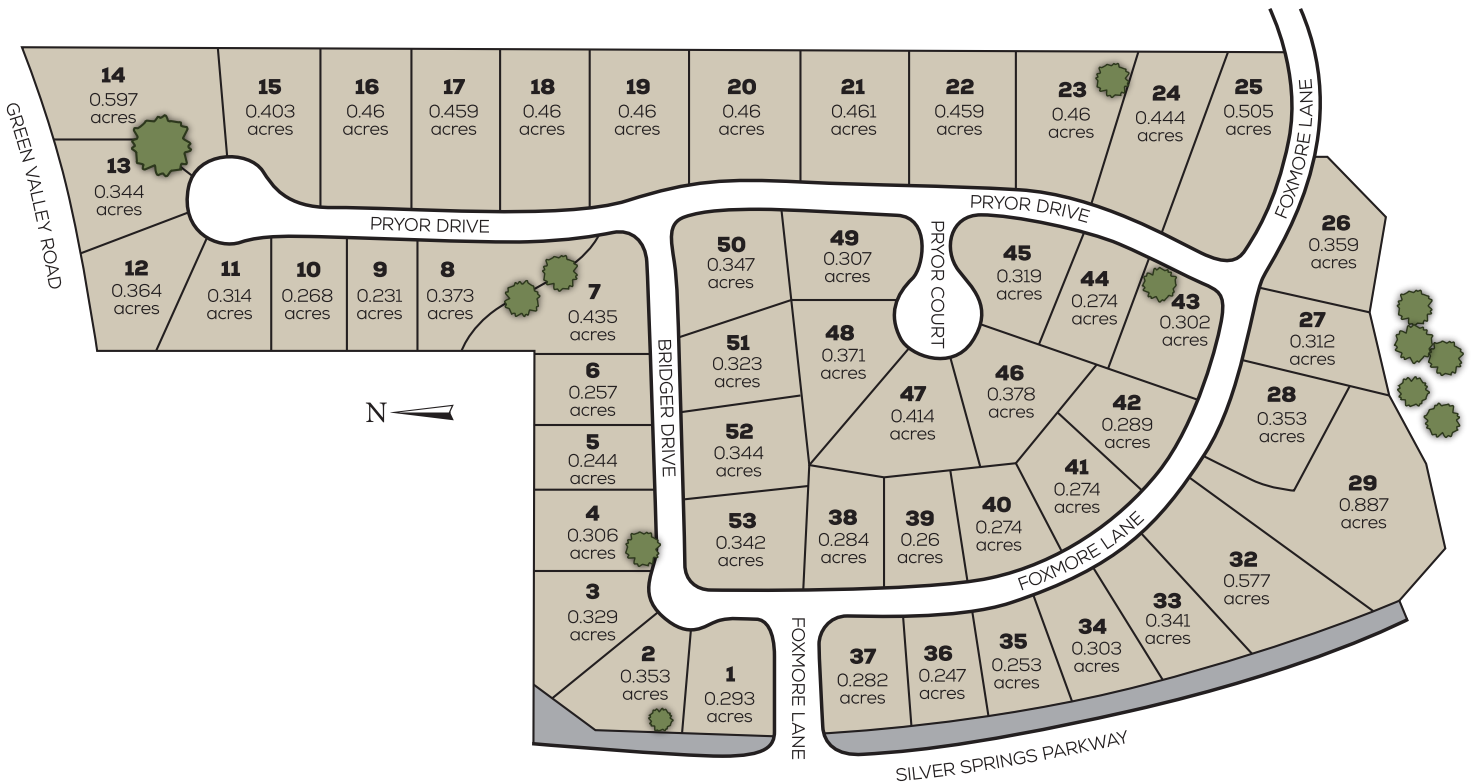 14
0.597
acres
15
0.403
acres
16
0.46
acres
17
0.459
acres
18
0.46
acres
19
0.46
acres
20
0.46
acres
21
0.461
acres
22
0.459
acres
23
0.46
acres
24
0.444
acres
25
0.505
acres
FOXMORE LANE
GREEN VALLEY ROAD
13
0.344
acres
PRYOR DRIVE
PRYOR DRIVE
26
0.359
acres
12
0.364
acres
11
0.314
acres
10
0.268
acres
9
0.231
acres
8
0.373
acres
7
0.435
acres
50
0.347
acres
49
0.307
acres
PRYOR COURT
45
0.319
acres
44
0.274
acres
43
0.302
acres
27
0.312
acres
6
0.257
acres
BRIDGER DRIVE
51
0.323
acres
48
0.371
acres
47
0.414
acres
46
0.378
acres
42
0.289
acres
28
0.353
acres
N
5
0.244
acres
52
0.344
acres
41
0.274
acres
29
0.887
acres
4
0.306
acres
53
0.342
acres
38
0.284
acres
39
0.26
acres
40
0.274
acres
FOXMORE LANE
32
0.577
acres
3
0.329
acres
33
0.341
acres
2
0.353
acres
1
0.293
acres
FOXMORE LANE
37
0.282
acres
36
0.247
acres
35
0.253
acres
34
0.303
acres
SILVER SPRINGS PARKWAY